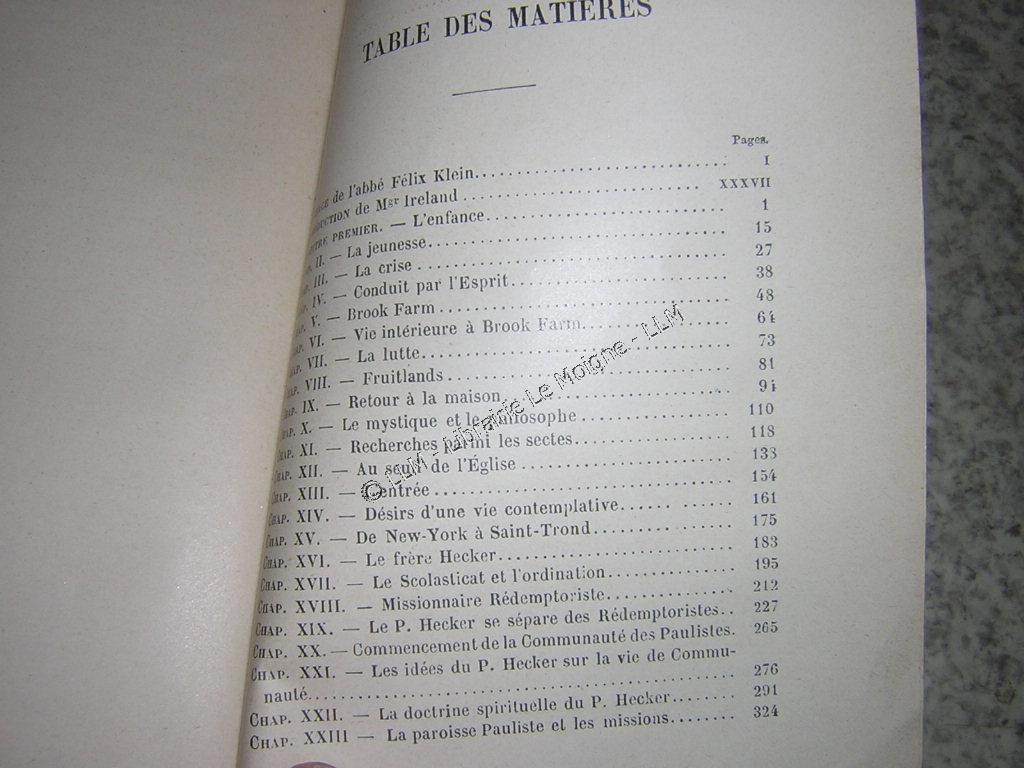 TABLE DES MATIÈRES
Pages.
de l'abbé Félix Klein. I
de Mgr Ireland XXXVII
PREMIER. — L'enfance. 1
II. — La jeunesse. 15
III. — La crise 27
IV. — Conduit par l'Esprit. 38
V. — Brook Farm 48
VI. — Vie intérieure à Brook Farm. 64
VII. — La lutte. 73
VIII. — Fruitlands. 81
IX. — Retour à la maison. 94
X. — Le mystique et le philosophe 110
XI. — Recherches parmi les sectes. 118
XII. — Au seuil de l'Église 133
CHAP. XIII. — L'entrée 154
CHAP. XIV. — Désirs d'une vie contemplative. 161
CHAP. XV. — De New-York à Saint-Trond. 175
CHAP. XVI. — Le frère Hecker. 183
CHAP. XVII. — Le Scolasticat et l'ordination. 195
CHAP. XVIII. — Missionnaire Rédemptoriste. 212
CHAP. XIX. — Le P. Hecker se sépare des Rédemptoristes. 227
CHAP. XX. — Commencement de la Communauté des Paulistes. 265
CHAP. XXI. — Les idées du P. Hecker sur la vie de Commu-
nauté. 276
CHAP. XXII. — La doctrine spirituelle du P. Hecker. 291
CHAP. XXIII — La paroisse Pauliste et les missions. 324
© LLM - Librairie Le Moigne - LLM